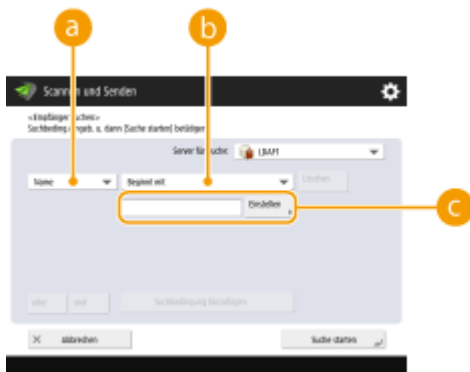 a
b
Scannen und Senden
<Empfänger suchen>
Suchbeding. eingeb. u. dann [Suche starten] betätigen.
Server für Suche:
LDAP1
Name
Beginnt mit
Löschen
Einstellen
c
oder
und
Suchbedingung hinzufügen
Abbrechen
Suche starten